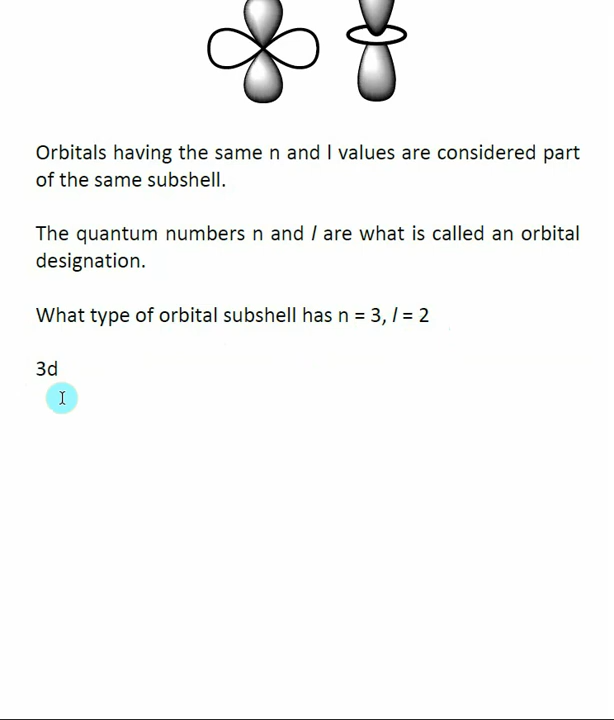 Orbitals having the same n and l values are considered part
of the same subshell.
The quantum numbers n and l are what is called an orbital
designation.
What type of orbital subshell has n = 3, l = 2
3d